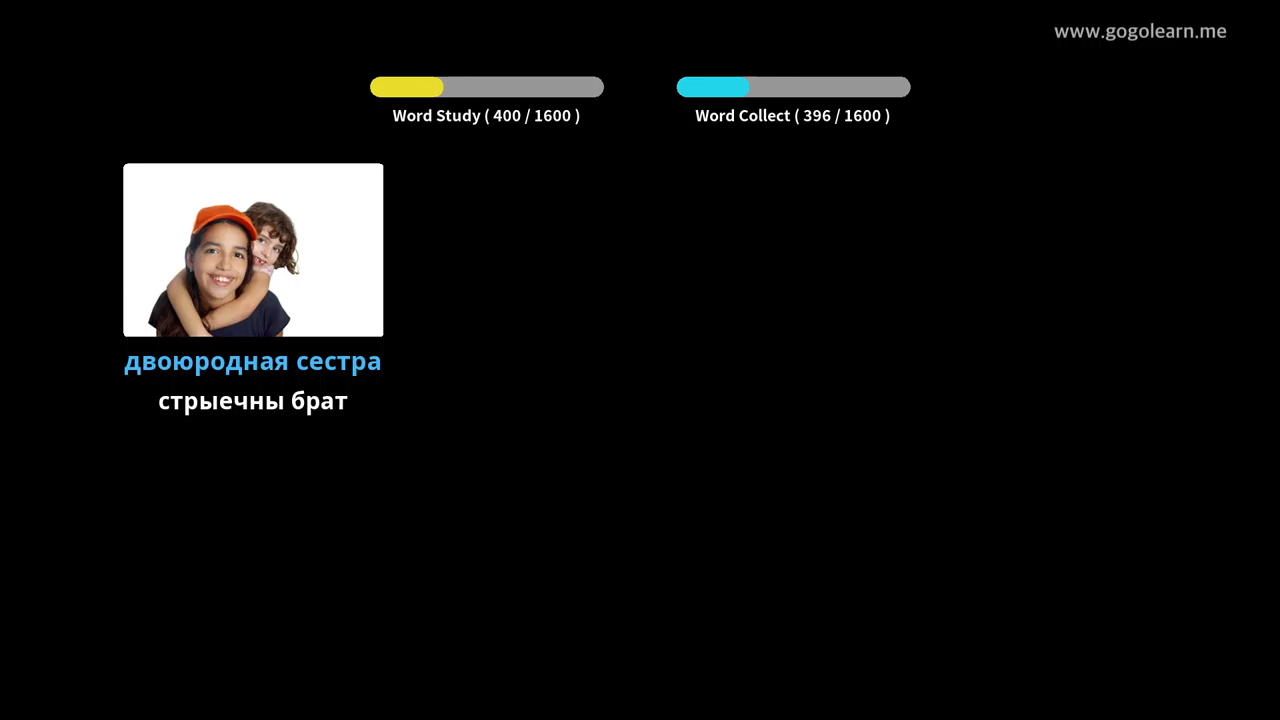 www.gogolearn.me
Word Study ( 400 / 1600 )
Word Collect ( 396 / 1600 )
двоюродная сестра
стрыечны брат